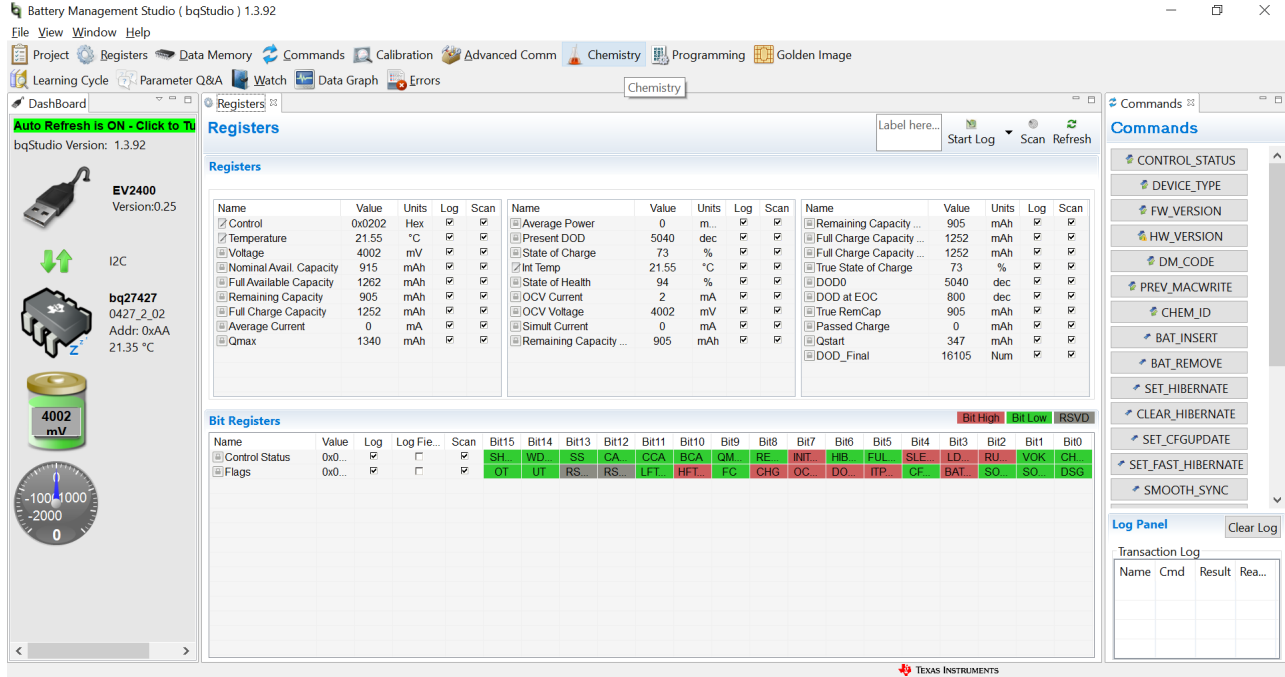 Battery Management Studio ( bqStudio ) 1.3.92
File View Window Help
Project Registers Data Memory Commands Calibration Advanced Comm Chemistry Programming Golden Image
Learning Cycle Parameter Q&A Watch Data Graph Errors
Chemistry
DashBoard
Auto Refresh is ON - Click to Tu
bqStudio Version: 1.3.92
EV2400
Version:0.25
I2C
bq27427
0427_2_02
Addr: 0xAA
21.35 °C
z z
4002
mV
0
-1000 1000
-2000
0
Registers
Registers
Label here...
Start Log
Scan
Refresh
Registers
Name Value Units Log Scan
Control 0x0202 Hex
Temperature 21.55 °C
Voltage 4002 mV
Nominal Avail. Capacity 915 mAh
Full Available Capacity 1262 mAh
Remaining Capacity 905 mAh
Full Charge Capacity 1252 mAh
Average Current 0 mA
Qmax 1340 mAh
Name Value Units Log Scan
Average Power 0 m...
Present DOD 5040 dec
State of Charge 73 %
Int Temp 21.55 °C
State of Health 94 %
OCV Current 2 mA
OCV Voltage 4002 mV
Simult Current 0 mA
Remaining Capacity ... 905 mAh
Name Value Units Log Scan
Remaining Capacity ... 905 mAh
Full Charge Capacity ... 1252 mAh
Full Charge Capacity ... 1252 mAh
True State of Charge 73 %
DOD0 5040 dec
DOD at EOC 800 dec
True RemCap 905 mAh
Passed Charge 0 mAh
Qstart 347 mAh
DOD_Final 16105 Num
Bit Registers
Bit High Bit Low RSVD
Name Value Log Log Fie... Scan Bit15 Bit14 Bit13 Bit12 Bit11 Bit10 Bit9 Bit8 Bit7 Bit6 Bit5 Bit4 Bit3 Bit2 Bit1 Bit0
Control Status 0x0... SH... WD... SS CA... CCA BCA QM... RE... INIT... HIB... FUL... SLE... LD... RU... VOK CH...
Flags 0x0... OT UT RS... RS... LFT... HFT... FC CHG OC... DO... ITP... CF... BAT... SO... SO... DSG
Commands
Commands
CONTROL_STATUS
DEVICE_TYPE
FW_VERSION
HW_VERSION
DM_CODE
PREV_MACWRITE
CHEM_ID
BAT_INSERT
BAT_REMOVE
SET_HIBERNATE
CLEAR_HIBERNATE
SET_CFGUPDATE
SET_FAST_HIBERNATE
SMOOTH_SYNC
Log Panel
Clear Log
Transaction Log
Name Cmd Result Rea...
TEXAS INSTRUMENTS